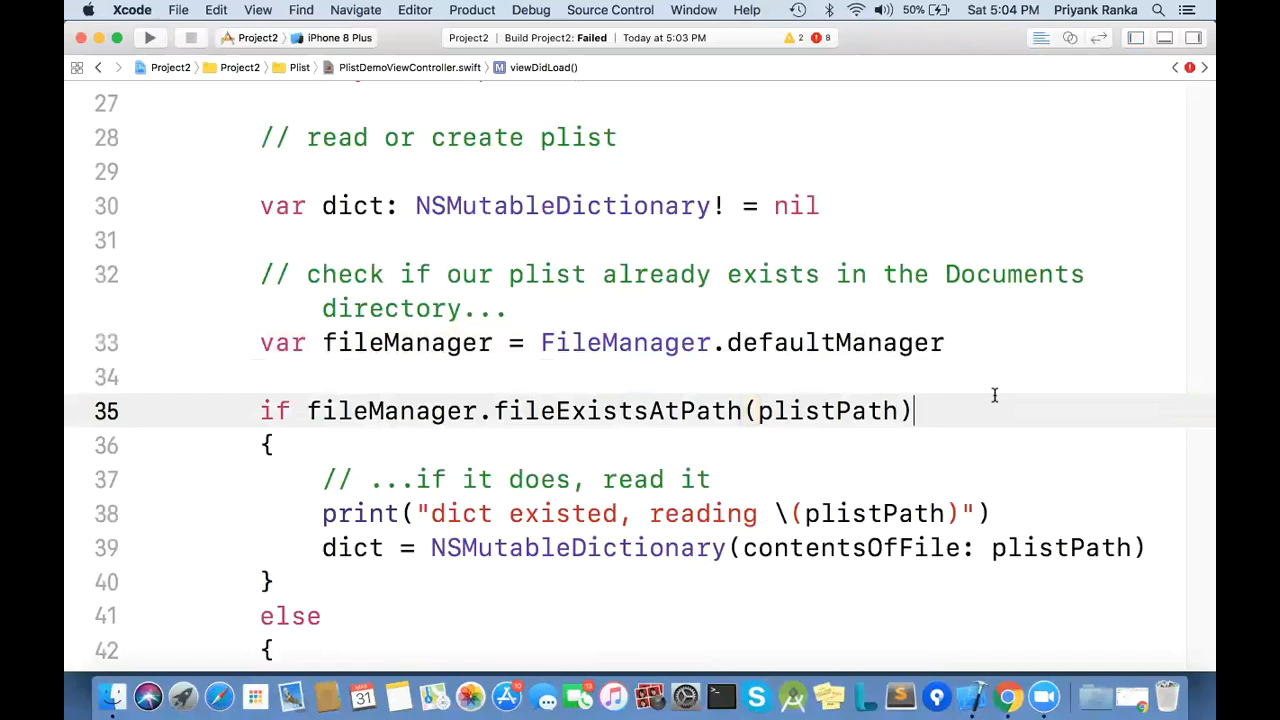 Xcode File Edit View Find Navigate Editor Product Debug Source Control Window Help 50% Sat 5:04 PM Priyank Ranka
Project2 iPhone 8 Plus Project2 Build Project2: Failed Today at 5:03 PM 2 8
Project2 Project2 Plist PlistDemoViewController.swift M viewDidLoad()
27
28 // read or create plist
29
30 var dict: NSMutableDictionary! = nil
31
32 // check if our plist already exists in the Documents
directory...
33 var fileManager = FileManager.defaultManager
34
35 if fileManager.fileExistsAtPath(plistPath)
36 {
37 // ...if it does, read it
38 print("dict existed, reading \(plistPath)")
39 dict = NSMutableDictionary(contentsOfFile: plistPath)
40 }
41 else
42 {